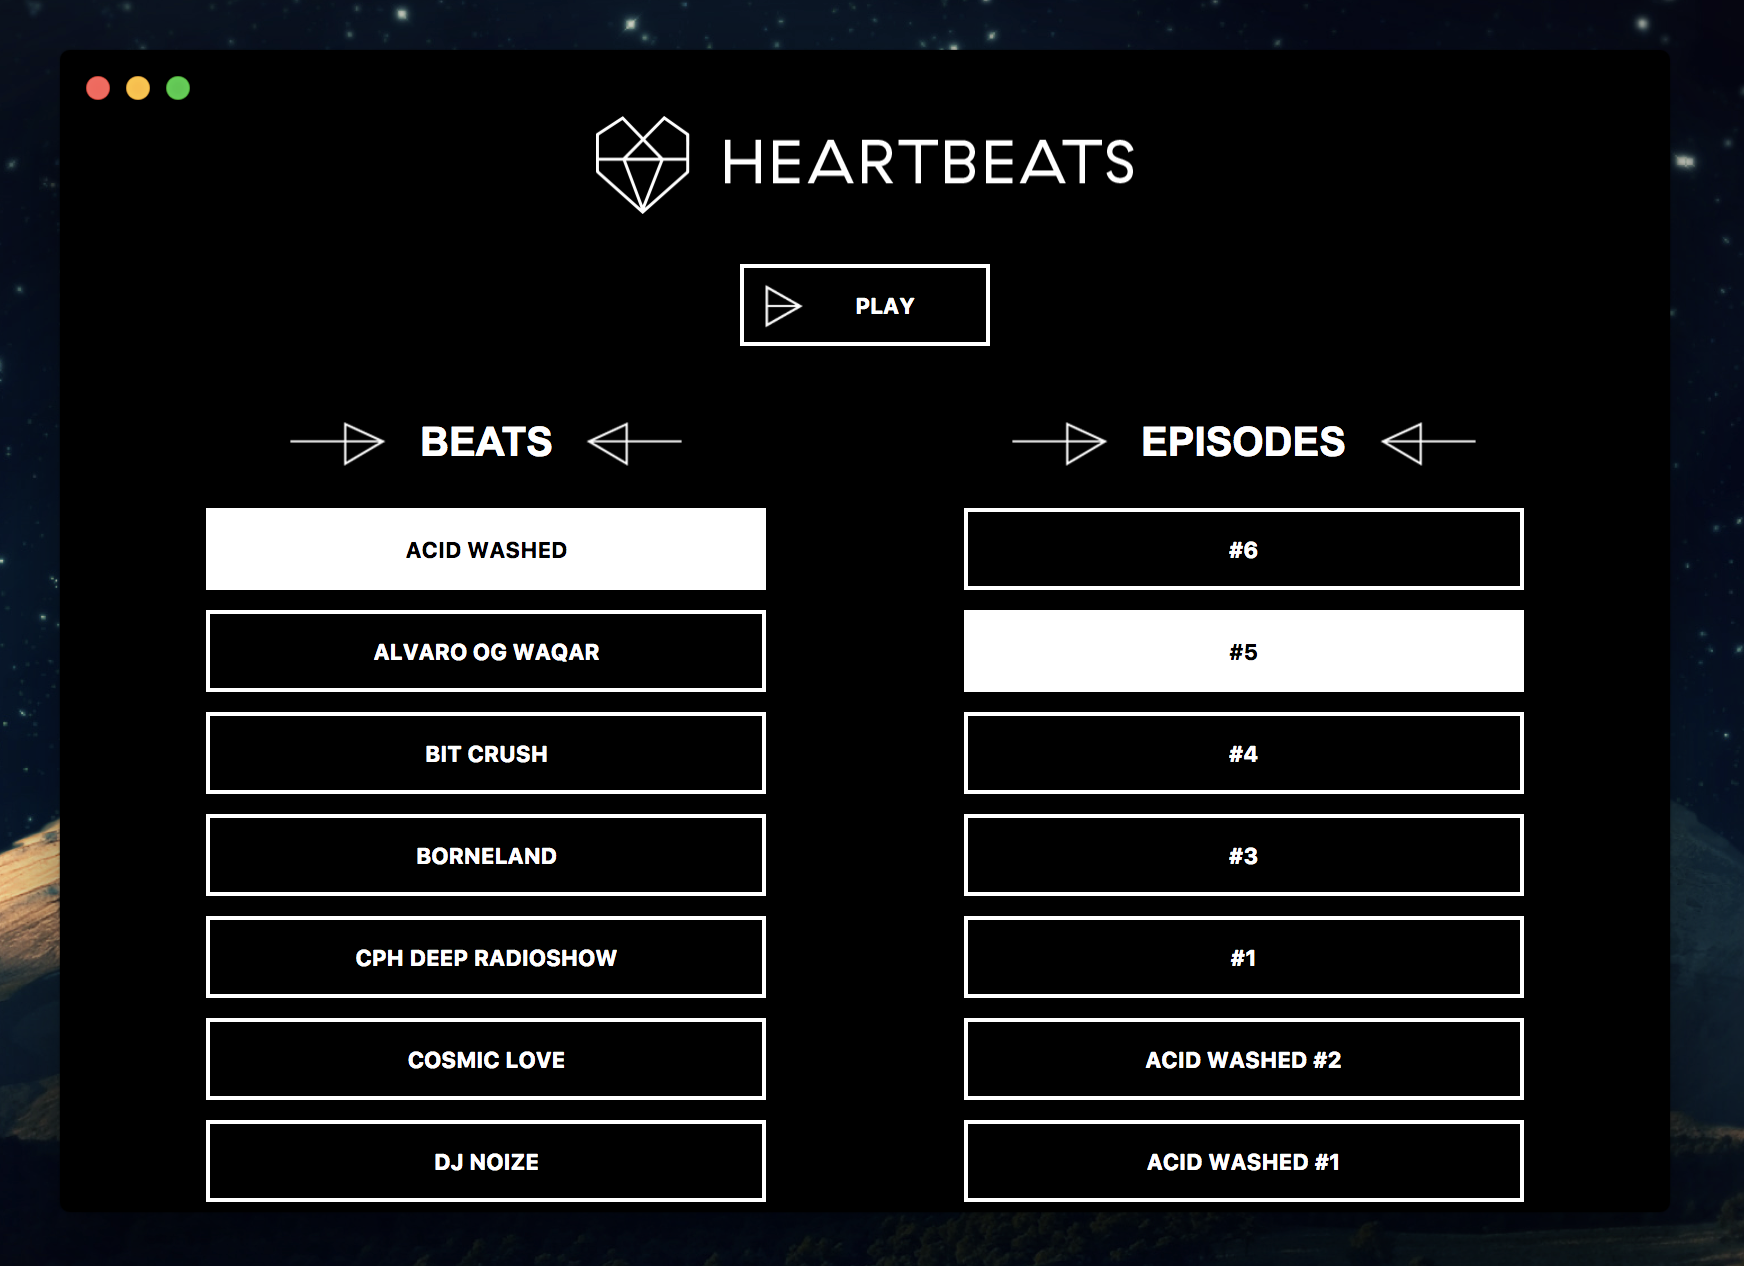 HEARTBEATS
PLAY
BEATS
ACID WASHED
ALVARO OG WAQAR
BIT CRUSH
BORNELAND
CPH DEEP RADIOSHOW
COSMIC LOVE
DJ NOIZE
EPISODES
#6
#5
#4
#3
#1
ACID WASHED #2
ACID WASHED #1